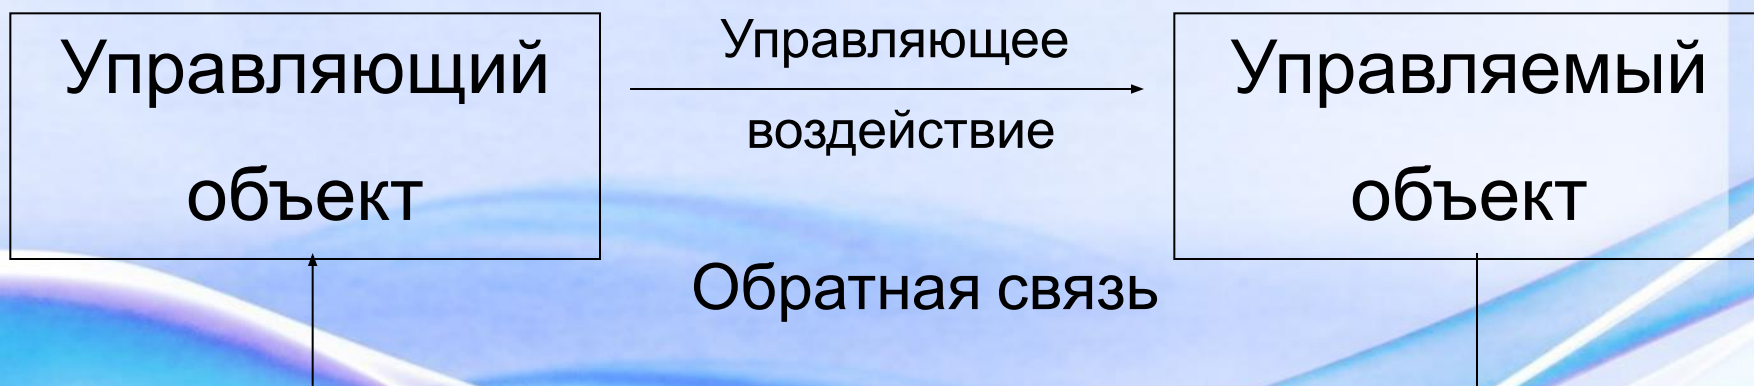 Управляющий
объект
Управляющее
воздействие
Управляемый
объект
Обратная связь